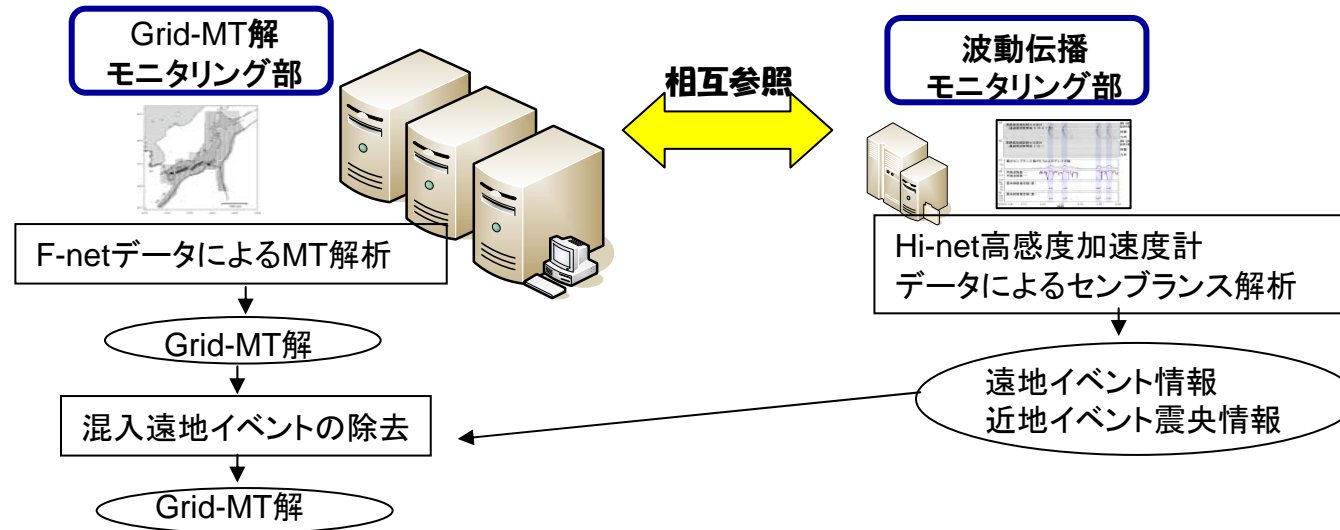 Grid-MT解
モニタリング部
相互参照
波動伝播
モニタリング部
F-netデータによるMT解析
Hi-net高感度加速度計
データによるセンブランス解析
Grid-MT解
遠地イベント情報
近地イベント震央情報
混入遠地イベントの除去
Grid-MT解